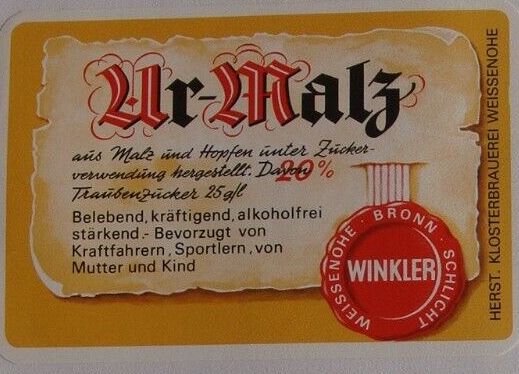 Ur-Malz
aus Malz und Hopfen unter Zucker-
verwendung hergestellt. Davon 20%
Traubenzucker 25g/l
Belebend, kräftigend, alkoholfrei
stärkend.- Bevorzugt von
Kraftfahrern, Sportlern, von
Mutter und Kind
WEISSENOHE · BRONN · SCHLICHT
WINKLER
HERST. KLOSTERBRAUEREI WEISSENOHE